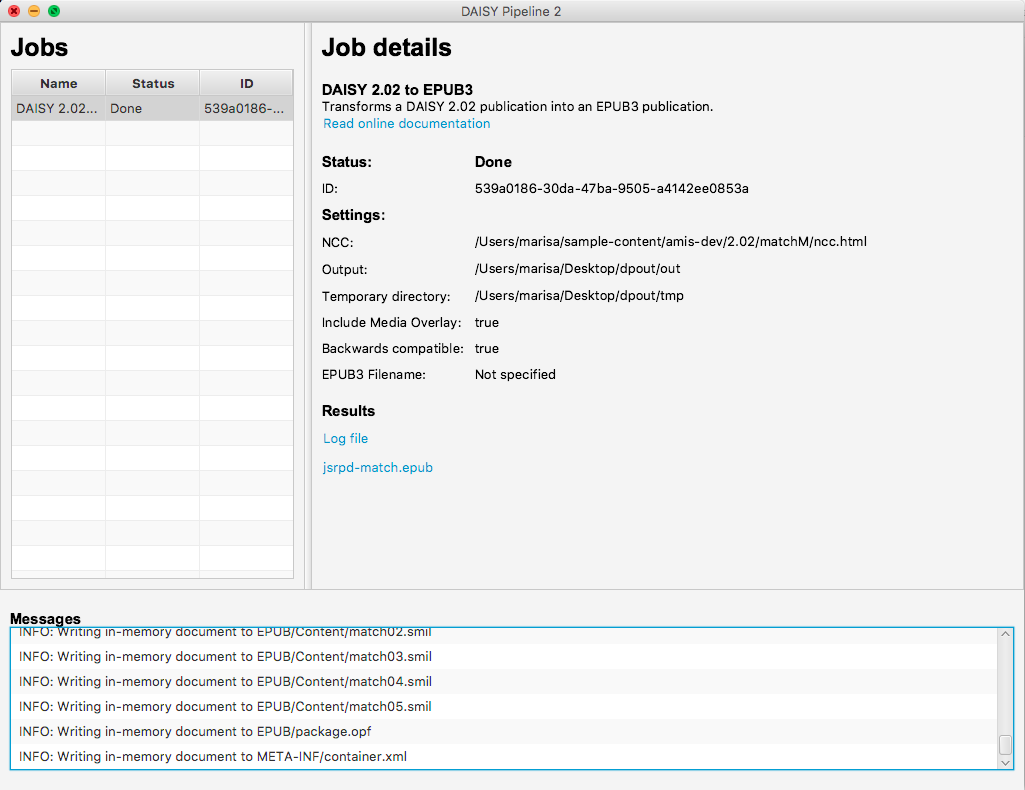 DAISY Pipeline 2
Jobs
Name Status ID
DAISY 2.02... Done 539a0186-...
Job details
DAISY 2.02 to EPUB3
Transforms a DAISY 2.02 publication into an EPUB3 publication.
Read online documentation
Status: Done
ID: 539a0186-30da-47ba-9505-a4142ee0853a
Settings:
NCC: /Users/marisa/sample-content/amis-dev/2.02/matchM/ncc.html
Output: /Users/marisa/Desktop/dpout/out
Temporary directory: /Users/marisa/Desktop/dpout/tmp
Include Media Overlay: true
Backwards compatible: true
EPUB3 Filename: Not specified
Results
Log file
jsrpd-match.epub
Messages
INFO: Writing in-memory document to EPUB/Content/match02.smil
INFO: Writing in-memory document to EPUB/Content/match03.smil
INFO: Writing in-memory document to EPUB/Content/match04.smil
INFO: Writing in-memory document to EPUB/Content/match05.smil
INFO: Writing in-memory document to EPUB/package.opf
INFO: Writing in-memory document to META-INF/container.xml